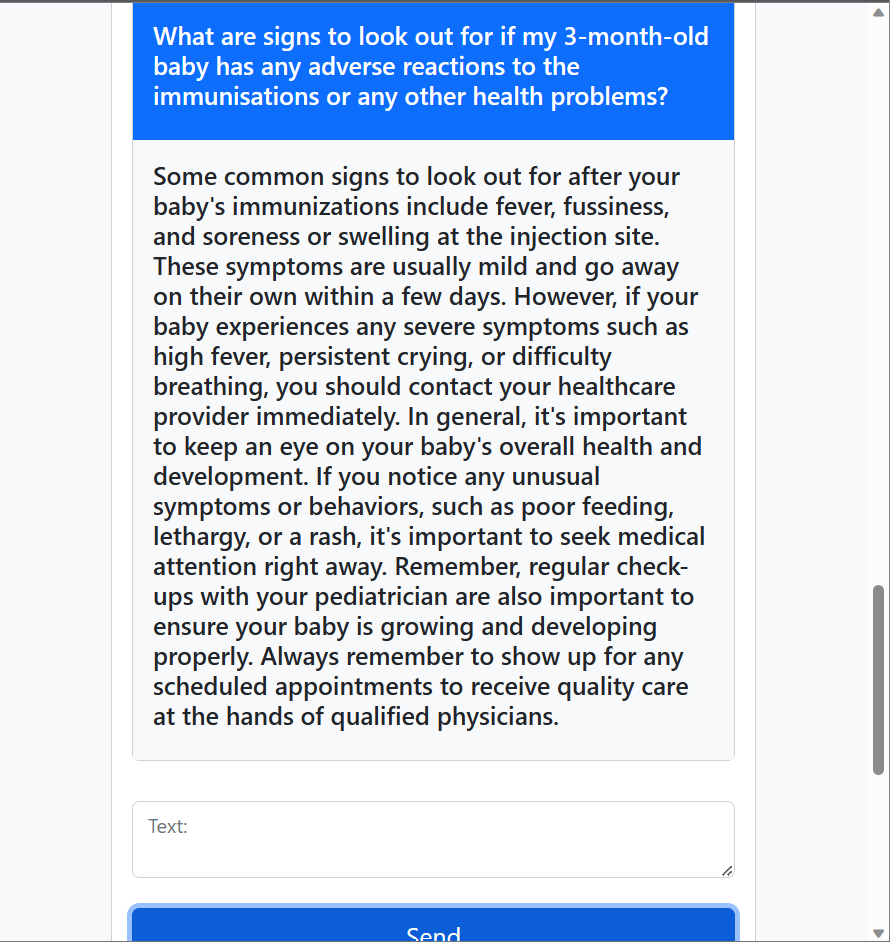 What are signs to look out for if my 3-month-old
baby has any adverse reactions to the
immunisations or any other health problems?
Some common signs to look out for after your
baby's immunizations include fever, fussiness,
and soreness or swelling at the injection site.
These symptoms are usually mild and go away
on their own within a few days. However, if your
baby experiences any severe symptoms such as
high fever, persistent crying, or difficulty
breathing, you should contact your healthcare
provider immediately. In general, it's important
to keep an eye on your baby's overall health and
development. If you notice any unusual
symptoms or behaviors, such as poor feeding,
lethargy, or a rash, it's important to seek medical
attention right away. Remember, regular check-
ups with your pediatrician are also important to
ensure your baby is growing and developing
properly. Always remember to show up for any
scheduled appointments to receive quality care
at the hands of qualified physicians.
Text:
Send